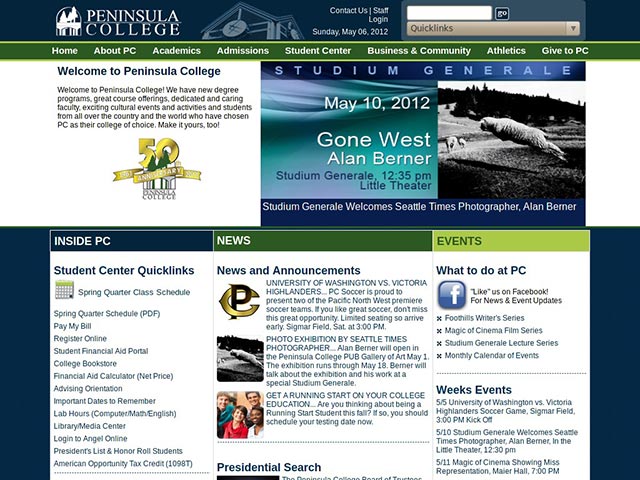 PENINSULA
COLLEGE
Contact Us | Staff
Login
Sunday, May 06, 2012
go
Quicklinks
Home
About PC
Academics
Admissions
Student Center
Business & Community
Athletics
Give to PC
Welcome to Peninsula College
Welcome to Peninsula College! We have new degree
programs, great course offerings, dedicated and caring
faculty, exciting cultural events and activities and students
from all over the country and the world who have chosen
PC as their college of choice. Make it yours, too!
50
ANNIVERSARY
PENINSULA
COLLEGE
STUDIUM GENERALE
May 10, 2012
Gone West
Alan Berner
Studium Generale, 12:35 pm
Little Theater
Studium Generale Welcomes Seattle Times Photographer, Alan Berner
INSIDE PC
Student Center Quicklinks
Spring Quarter Class Schedule
Spring Quarter Schedule (PDF)
Pay My Bill
Register Online
Student Financial Aid Portal
College Bookstore
Financial Aid Calculator (Net Price)
Advising Orientation
Important Dates to Remember
Lab Hours (Computer/Math/English)
Library/Media Center
Login to Angel Online
President's List & Honor Roll Students
American Opportunity Tax Credit (1098T)
NEWS
News and Announcements
UNIVERSITY OF WASHINGTON VS. VICTORIA
HIGHLANDERS... PC Soccer is proud to
present two of the Pacific North West premiere
soccer teams. If you like great soccer, don't miss
this great opportunity. Limited seating so arrive
early. Sigmar Field, Sat. at 3:00 PM.
PHOTO EXHIBITION BY SEATTLE TIMES
PHOTOGRAPHER... Alan Berner will open in
the Peninsula College PUB Gallery of Art May 1.
The exhibition runs through May 18. Berner will
talk about the exhibition and his work at a
special Studium Generale.
GET A RUNNING START ON YOUR COLLEGE
EDUCATION... Are you thinking about being a
Running Start Student this fall? If so, you should
schedule your testing date now.
Presidential Search
The Peninsula College Board of Trustees
EVENTS
What to do at PC
"Like" us on Facebook!
For News & Event Updates
Foothills Writer's Series
Magic of Cinema Film Series
Studium Generale Lecture Series
Monthly Calendar of Events
Weeks Events
5/5 University of Washington vs. Victoria
Highlanders Soccer Game, Sigmar Field,
3:00 PM Kick Off
5/10 Studium Generale Welcomes Seattle
Times Photographer, Alan Berner, In the
Little Theater, 12:30 pm
5/11 Magic of Cinema Showing Miss
Representation, Maier Hall, 7:00 PM